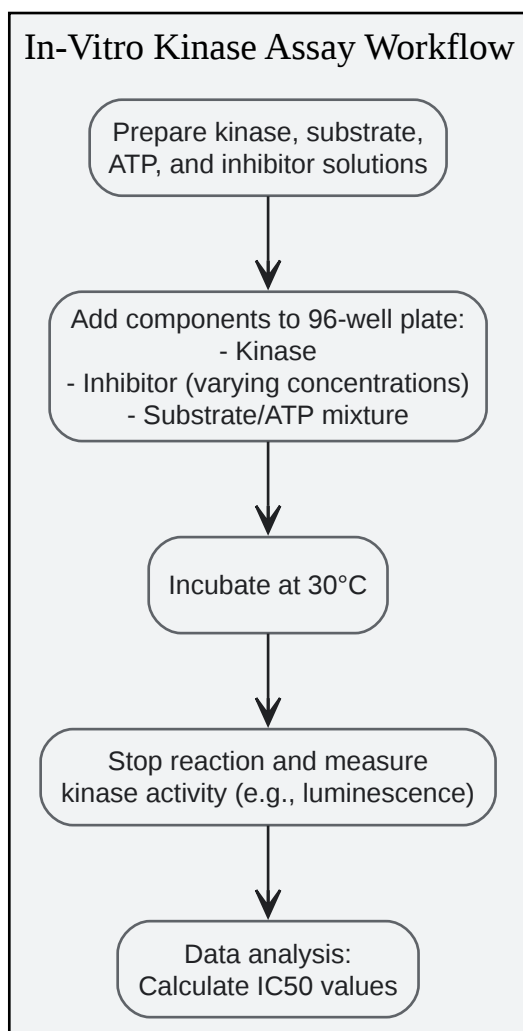 In-Vitro Kinase Assay Workflow
Prepare kinase, substrate,
ATP, and inhibitor solutions
Add components to 96-well plate:
- Kinase
- Inhibitor (varying concentrations)
- Substrate/ATP mixture
Incubate at 30°C
Stop reaction and measure
kinase activity (e.g., luminescence)
Data analysis:
Calculate IC50 values